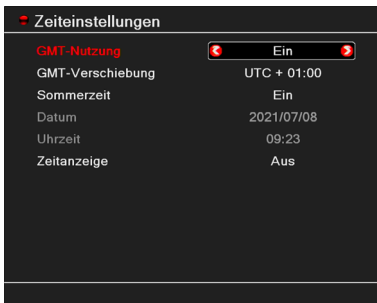 Zeiteinstellungen
GMT-Nutzung Ein
GMT-Verschiebung UTC + 01:00
Sommerzeit Ein
Datum 2021/07/08
Uhrzeit 09:23
Zeitanzeige Aus